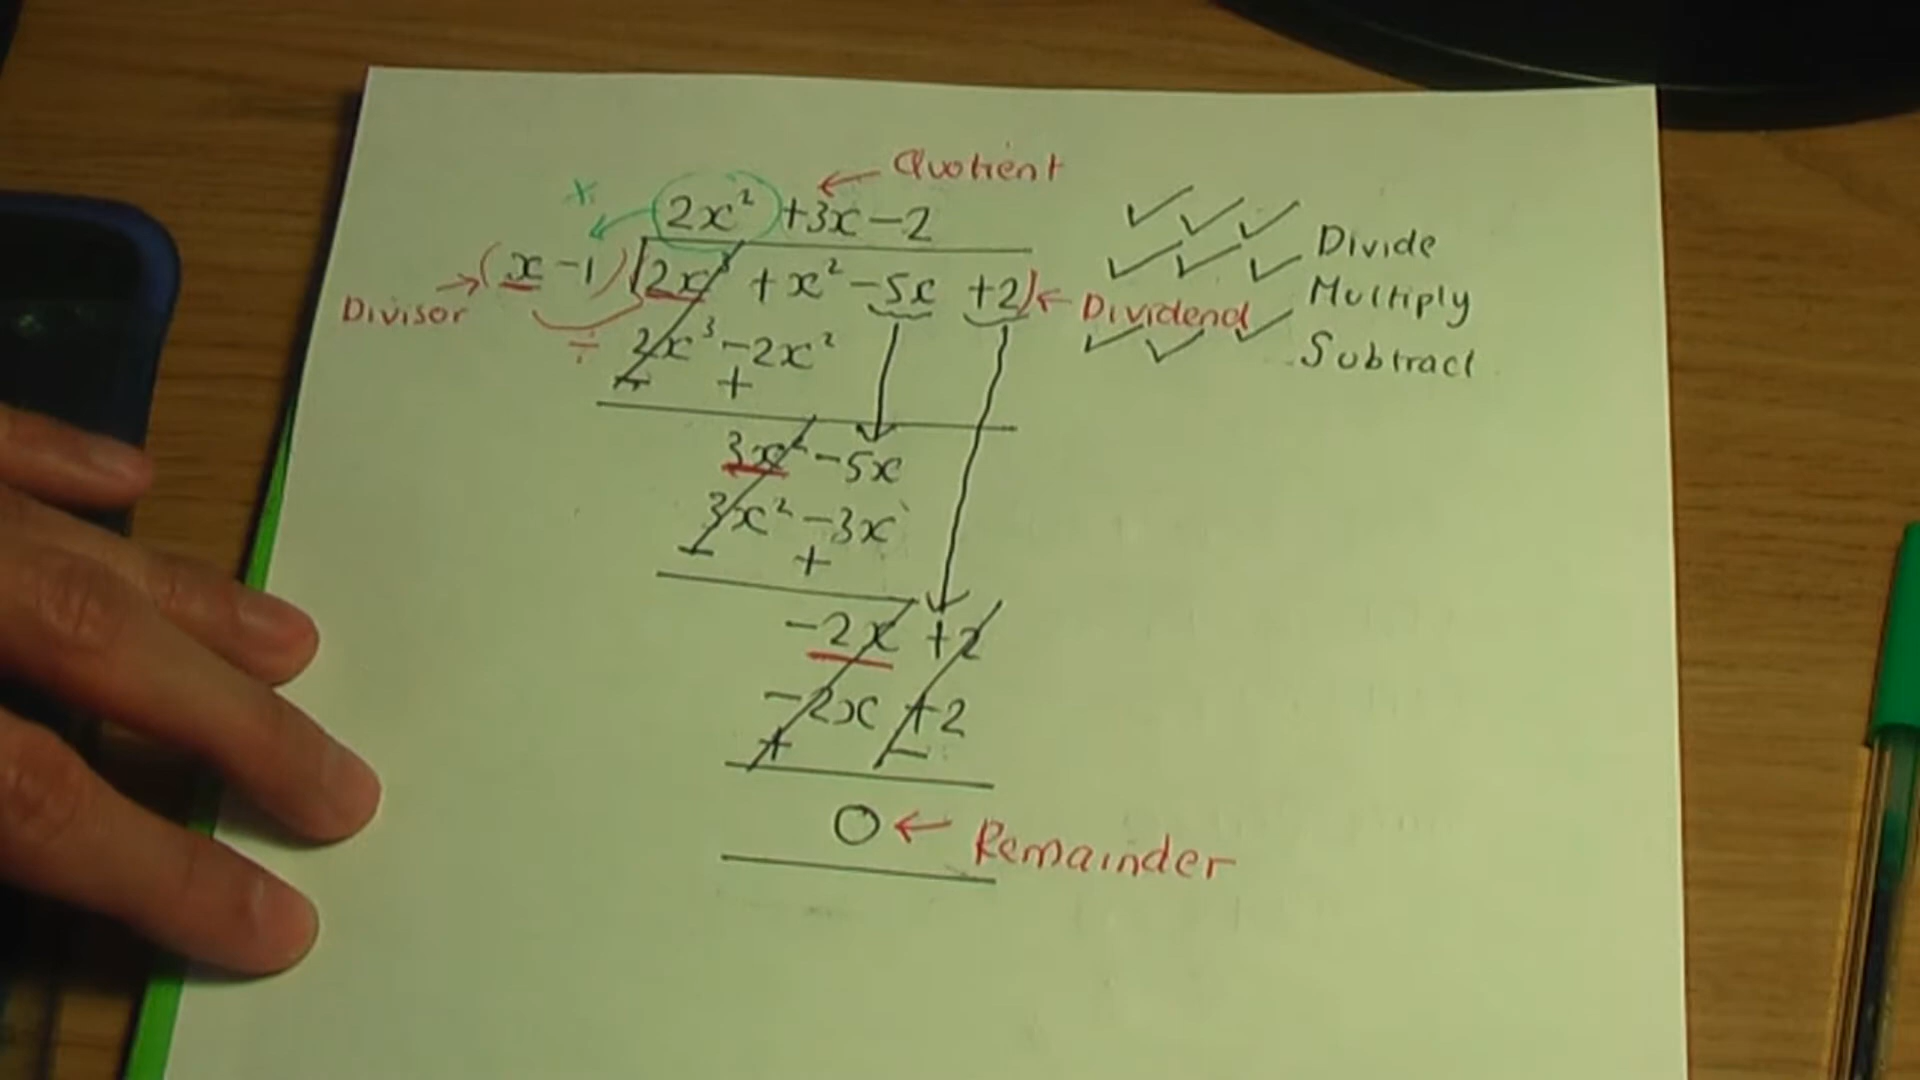 Quotient
× 2x² +3x -2
(x -1) 2x³ + x² -5x +2)
Divisor
Dividend
÷
2x³ -2x²
- +
3x² -5x
3x² -3x
- +
-2x +2
-2x +2
+ -
0 ← Remainder
Divide
Multiply
Subtract